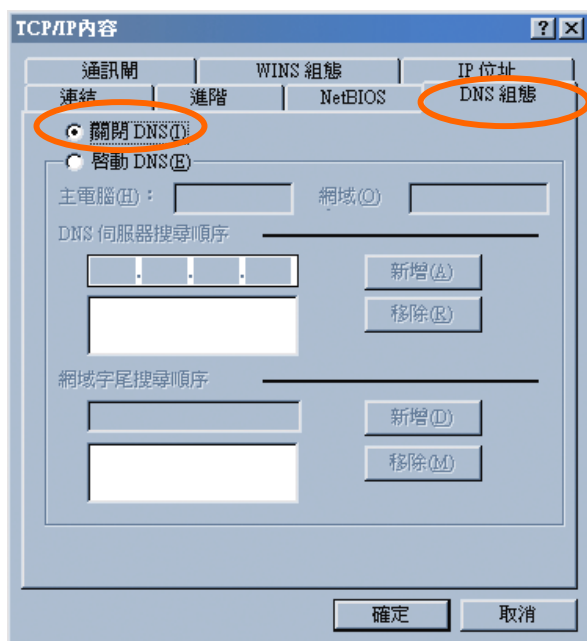 TCP/IP內容
通訊閘 WINS 組態 IP 位址
連結 進階 NetBIOS DNS 組態
關閉 DNS(I)
啓動 DNS(E)
主電腦(H)： 網域(O)
DNS 伺服器搜尋順序
新增(A)
移除(R)
網域字尾搜尋順序
新增(D)
移除(M)
確定 取消